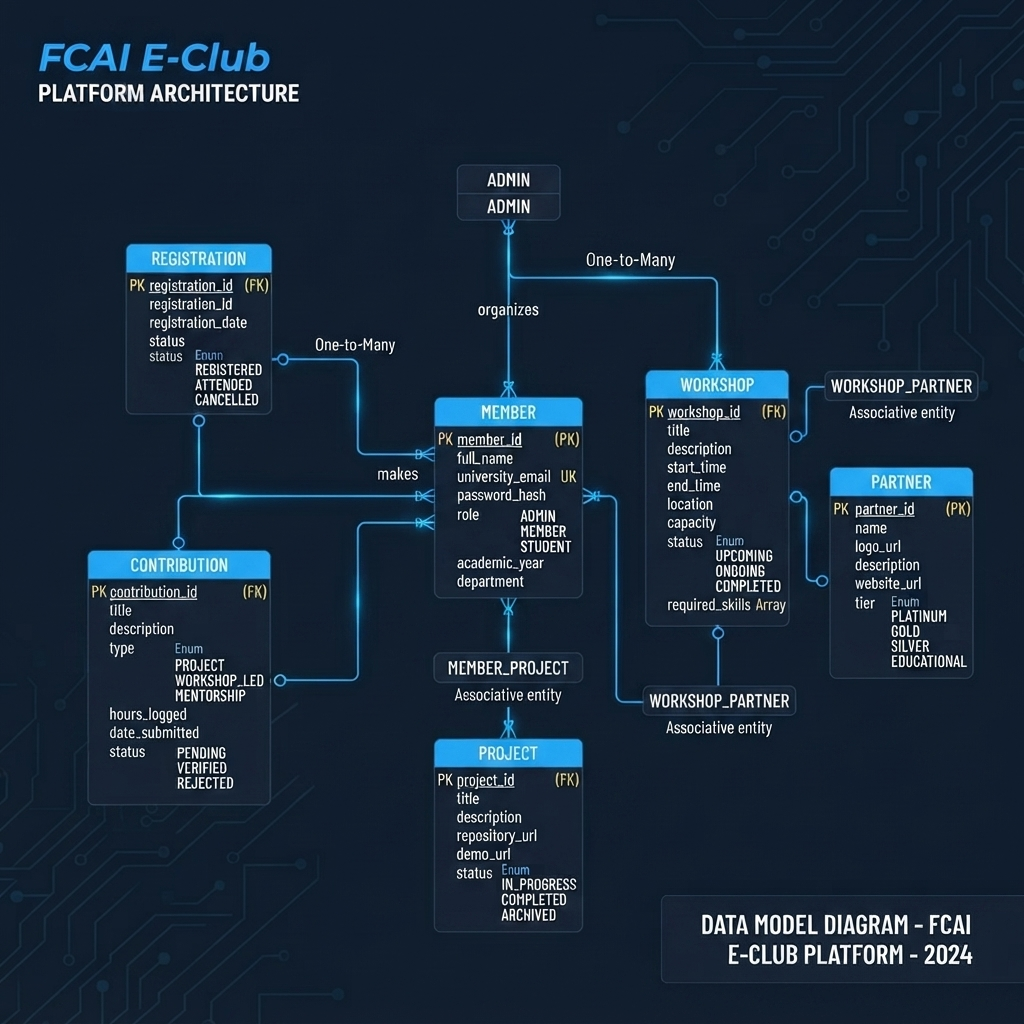 FCAI E-Club
PLATFORM ARCHITECTURE
ADMIN
ADMIN
One-to-Many
organizes
REGISTRATION
PK registration_id (FK)
registration_id
registration_date
status
status Enum
REBISTERED
ATTENDED
CANCELLED
One-to-Many
makes
MEMBER
PK member_id (PK)
full_name
university_email UK
password_hash
role ADMIN
MEMBER
STUDENT
academic_year
department
WORKSHOP
PK workshop_id (FK)
title
description
start_time
end_time
location
capacity
status Enum
UPCOMING
ONGOING
COMPLETED
required_skills Array
WORKSHOP_PARTNER
Associative entity
PARTNER
PK partner_id (PK)
name
logo_url
description
website_url
tier Enum
PLATINUM
GOLD
SILVER
EDUCATIONAL
CONTRIBUTION
PK contribution_id (FK)
title
description
type Enum
PROJECT
WORKSHOP_LED
MENTORSHIP
hours_logged
date_submitted
status PENDING
VERIFIED
REJECTED
MEMBER_PROJECT
Associative entity
WORKSHOP_PARTNER
Associative entity
PROJECT
PK project_id (FK)
title
description
repository_url
demo_url
status Enum
IN_PROGRESS
COMPLETED
ARCHIVED
DATA MODEL DIAGRAM - FCAI
E-CLUB PLATFORM - 2024